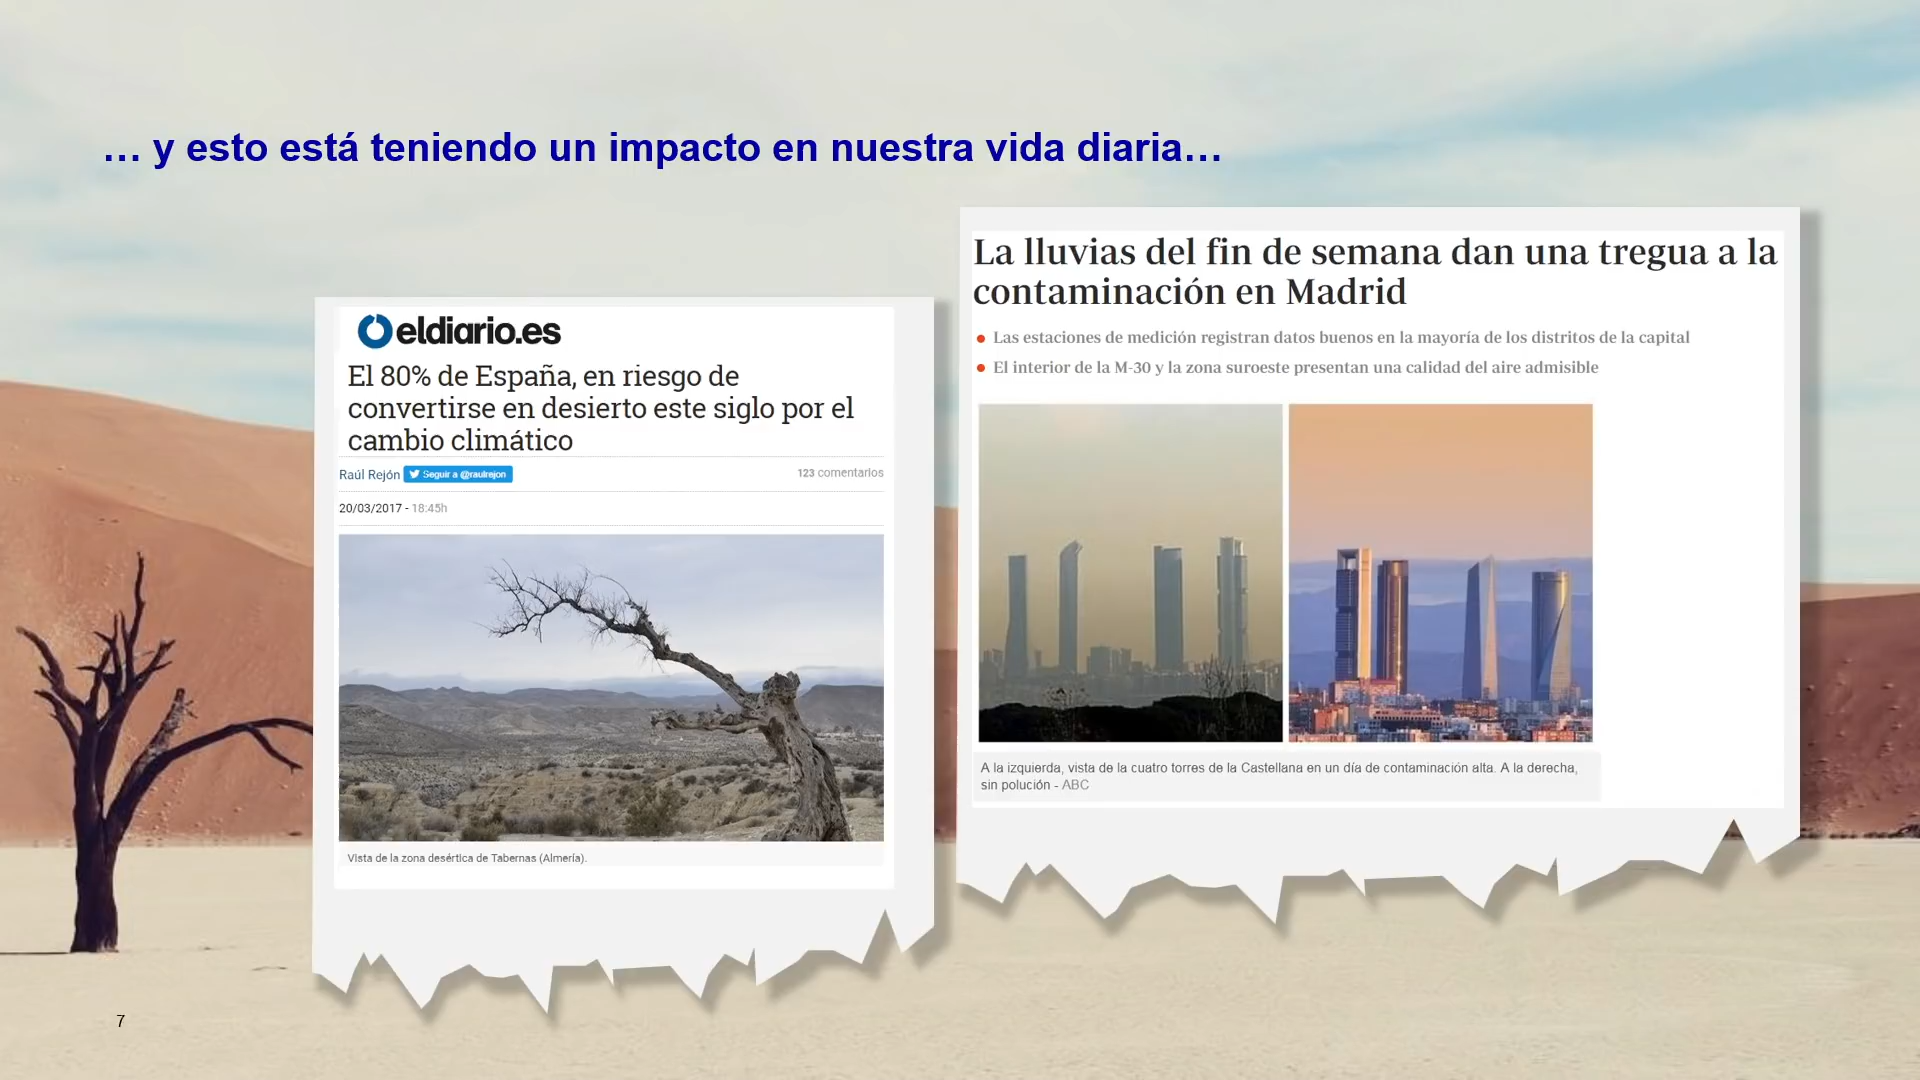 … y esto está teniendo un impacto en nuestra vida diaria…
eldiario.es
El 80% de España, en riesgo de
convertirse en desierto este siglo por el
cambio climático
Raúl Rejón Seguir a @raulrejon 123 comentarios
20/03/2017 - 18:45h
Vista de la zona desértica de Tabernas (Almería).
La lluvias del fin de semana dan una tregua a la
contaminación en Madrid
Las estaciones de medición registran datos buenos en la mayoría de los distritos de la capital
El interior de la M-30 y la zona suroeste presentan una calidad del aire admisible
A la izquierda, vista de la cuatro torres de la Castellana en un día de contaminación alta. A la derecha,
sin polución - ABC
7